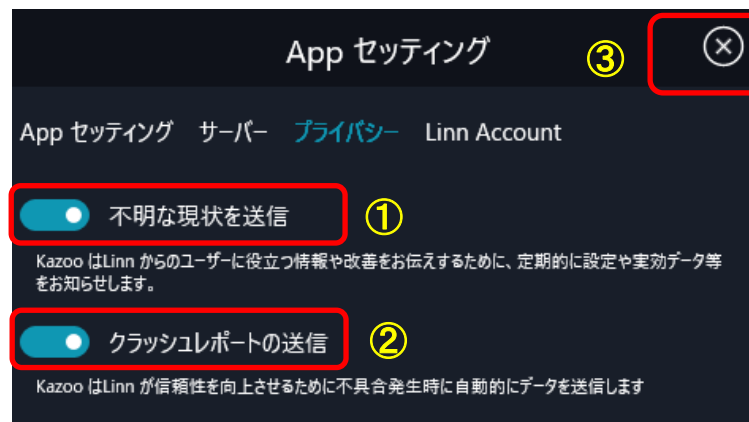 App セッティング
③
App セッティング サーバー プライバシー Linn Account
不明な現状を送信
①
Kazoo はLinn からのユーザーに役立つ情報や改善をお伝えするために、定期的に設定や実効データ等
をお知らせします。
クラッシュレポートの送信
②
Kazoo はLinn が信頼性を向上させるために不具合発生時に自動的にデータを送信します